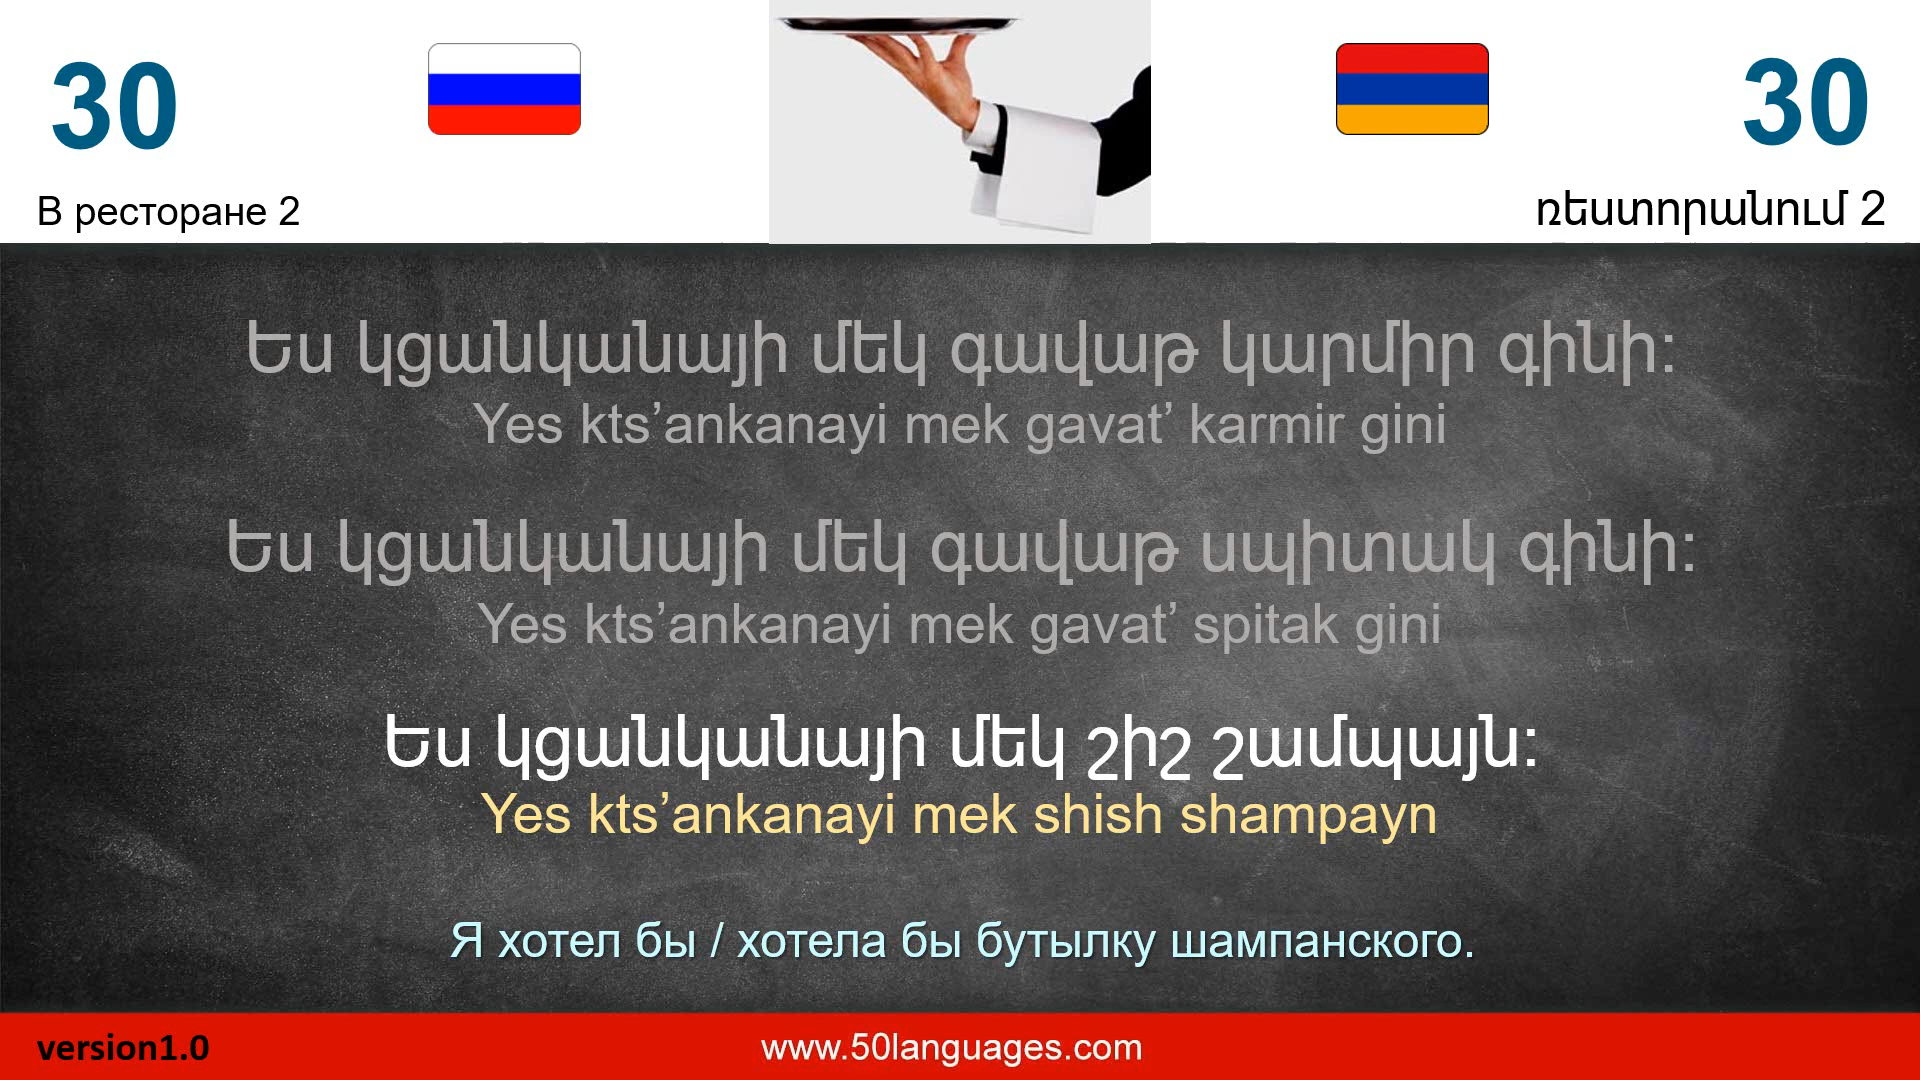 30
30
В ресторане 2
ռեստորանում 2
Ես կցանկանայի մեկ գավաթ կարմիր գինի:
Yes kts’ankanayi mek gavat’ karmir gini
Ես կցանկանայի մեկ գավաթ սպիտակ գինի:
Yes kts’ankanayi mek gavat’ spitak gini
Ես կցանկանայի մեկ շիշ շամպայն:
Yes kts’ankanayi mek shish shampayn
Я хотел бы / хотела бы бутылку шампанского.
version1.0
www.50languages.com